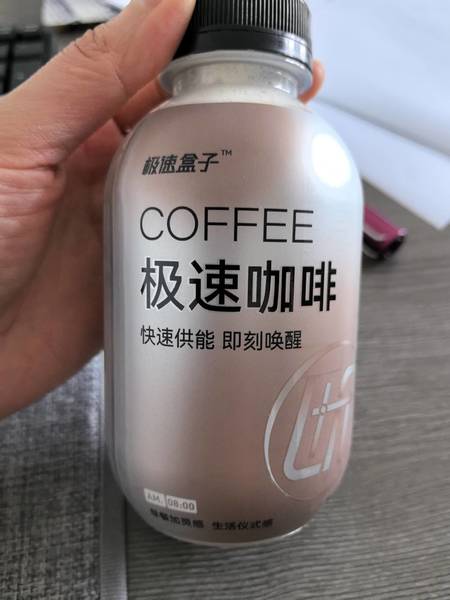 极速盒子™
COFFEE
极速咖啡
快速供能 即刻唤醒
AM. 08:00
生活仪式感